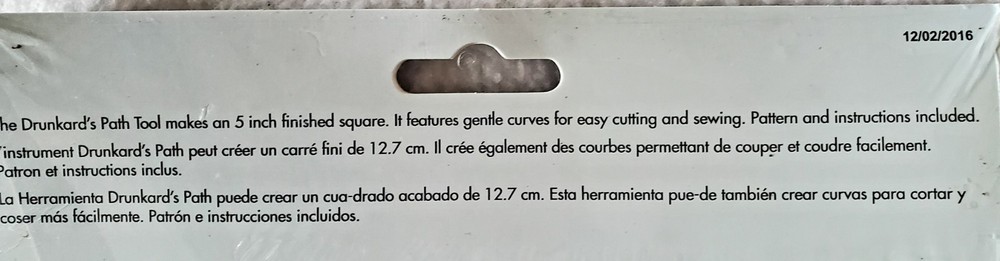 12/02/2016
he Drunkard's Path Tool makes an 5 inch finished square. It features gentle curves for easy cutting and sewing. Pattern and instructions included.
'instrument Drunkard's Path peut créer un carré fini de 12.7 cm. Il crée également des courbes permettant de couper et coudre facilement.
Patron et instructions inclus.
La Herramienta Drunkard's Path puede crear un cua-drado acabado de 12.7 cm. Esta herramienta pue-de también crear curvas para cortar y
coser más fácilmente. Patrón e instrucciones incluidos.